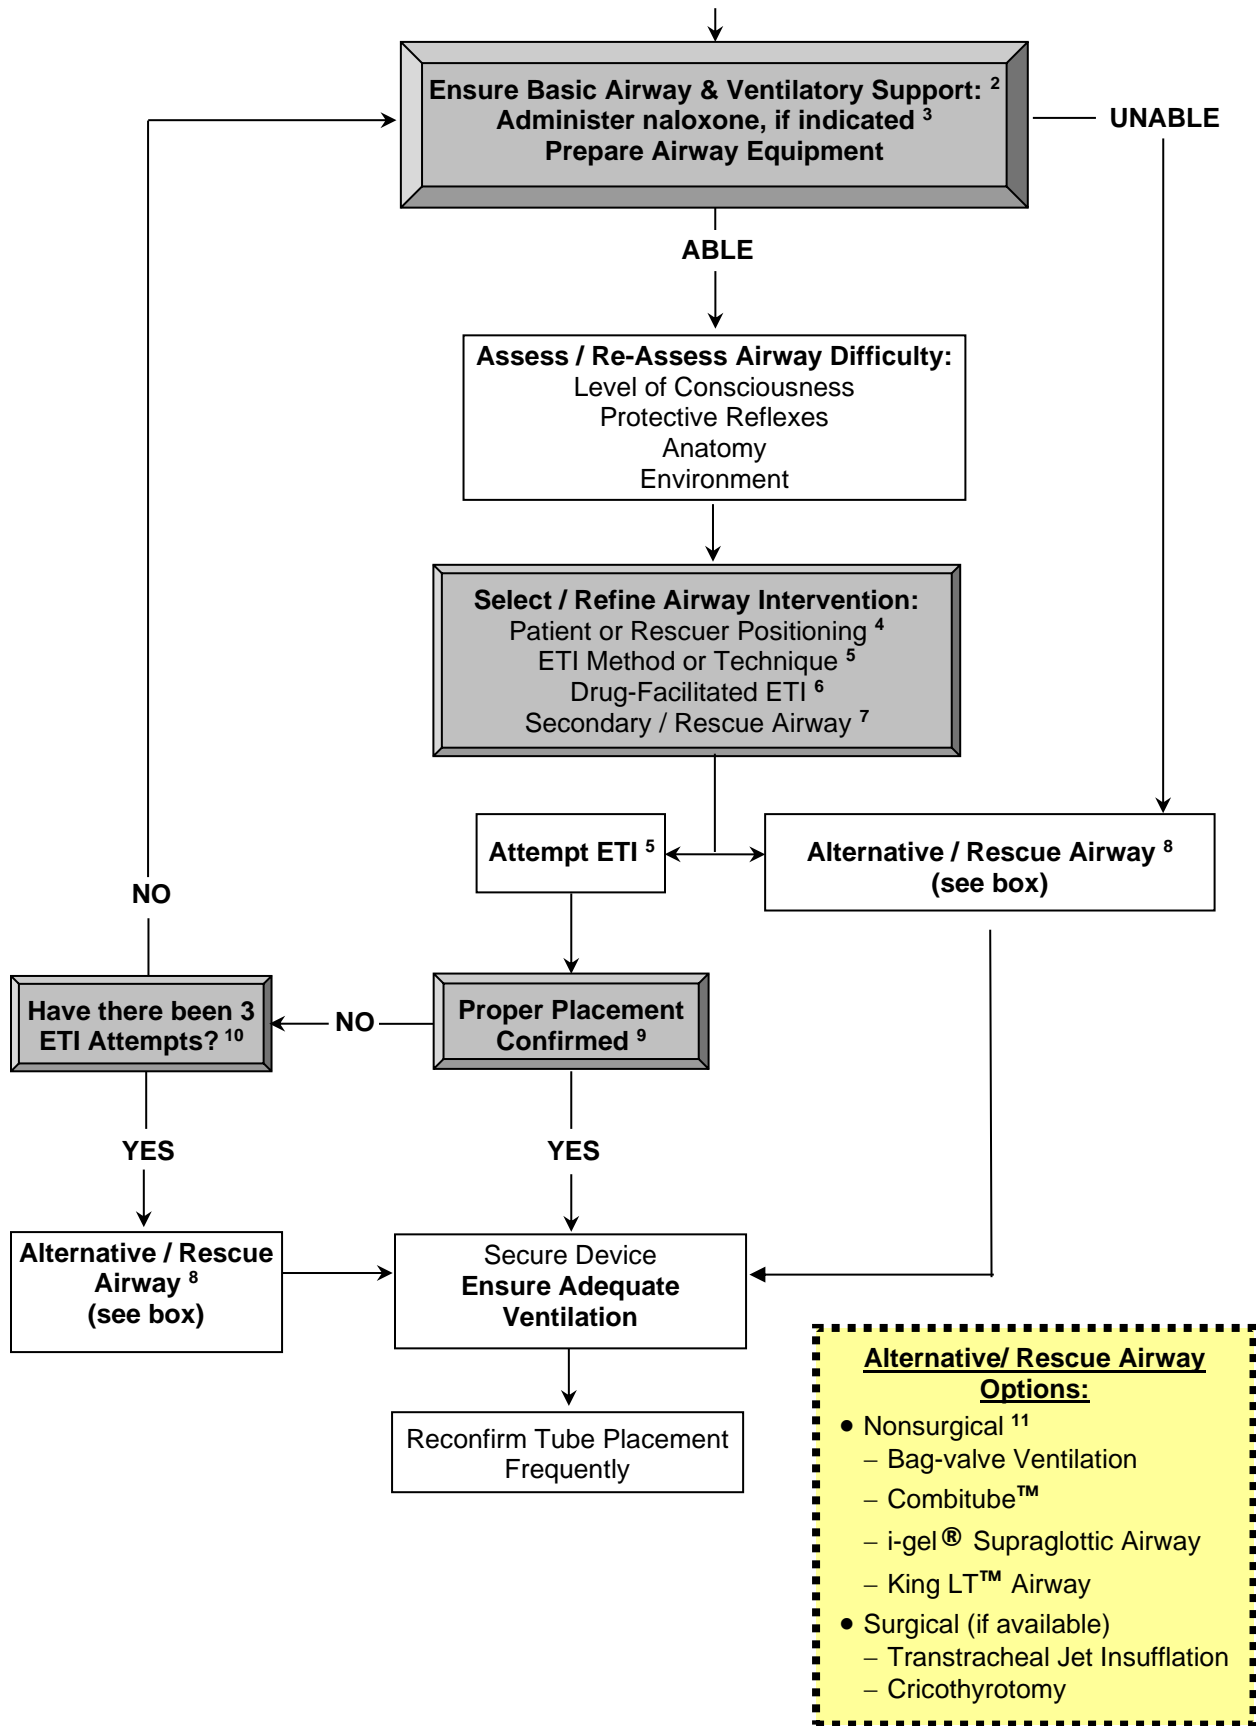 Ensure Basic Airway & Ventilatory Support: 2
Administer naloxone, if indicated 3
Prepare Airway Equipment
UNABLE
ABLE
Assess / Re-Assess Airway Difficulty:
Level of Consciousness
Protective Reflexes
Anatomy
Environment
Select / Refine Airway Intervention:
Patient or Rescuer Positioning 4
ETI Method or Technique 5
Drug-Facilitated ETI 6
Secondary / Rescue Airway 7
Attempt ETI 5
Alternative / Rescue Airway 8
(see box)
NO
Have there been 3
ETI Attempts? 10
NO
Proper Placement
Confirmed 9
YES
YES
Alternative / Rescue
Airway 8
(see box)
Secure Device
Ensure Adequate
Ventilation
Reconfirm Tube Placement
Frequently
Alternative/ Rescue Airway
Options:
• Nonsurgical 11
– Bag-valve Ventilation
– Combitube™
– i-gel® Supraglottic Airway
– King LT™ Airway
• Surgical (if available)
– Transtracheal Jet Insufflation
– Cricothyrotomy